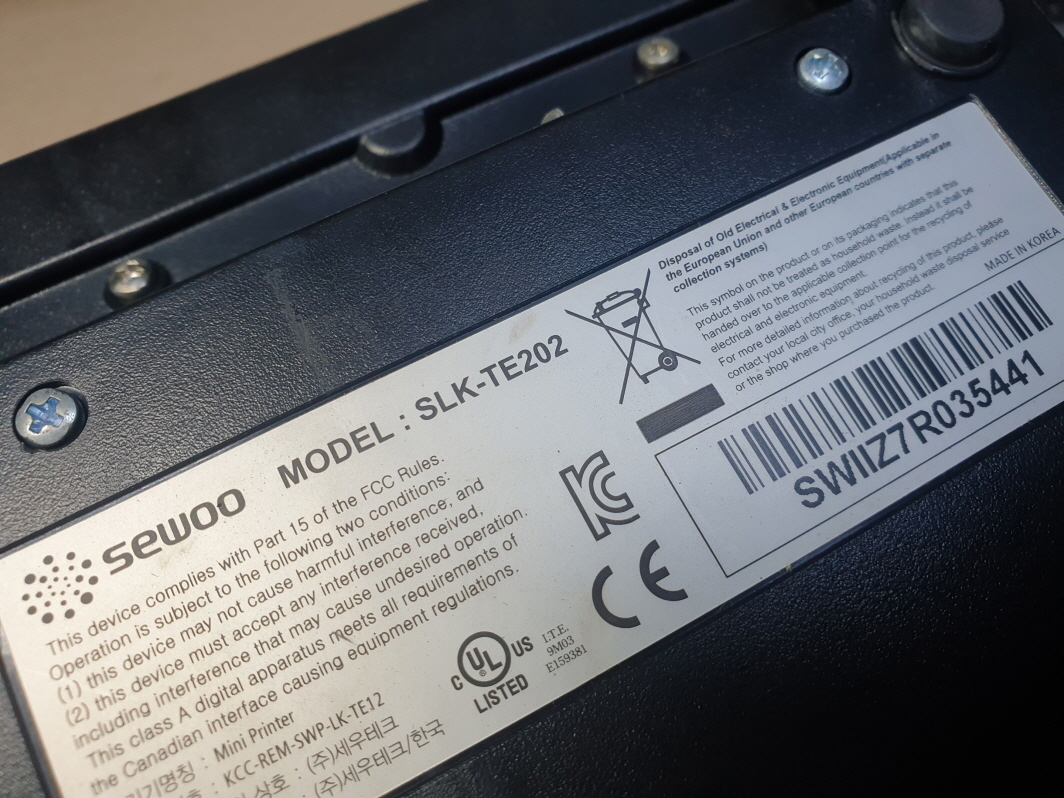 sewoo
MODEL : SLK-TE202
This device complies with Part 15 of the FCC Rules.
Operation is subject to the following two conditions:
(1) this device may not cause harmful interference, and
(2) this device must accept any interference received,
including interference that may cause undesired operation.
This class A digital apparatus meets all requirements of
the Canadian interface causing equipment regulations.
기기명칭 : Mini Printer
: KCC-REM-SWP-LK-TE12
상호 : (주)세우테크
: (주)세우테크/한국
C UL US
LISTED
I.T.E.
9M03
E159381
CE
Disposal of Old Electrical & Electronic Equipment(Applicable in
the European Union and other European countries with separate
collection systems)
This symbol on the product or on its packaging indicates that this
product shall not be treated as household waste. Instead it shall be
handed over to the applicable collection point for the recycling of
electrical and electronic equipment.
For more detailed information about recycling of this product, please
contact your local city office, your household waste disposal service
or the shop where you purchased the product.
MADE IN KOREA
SWIIZ7R035441